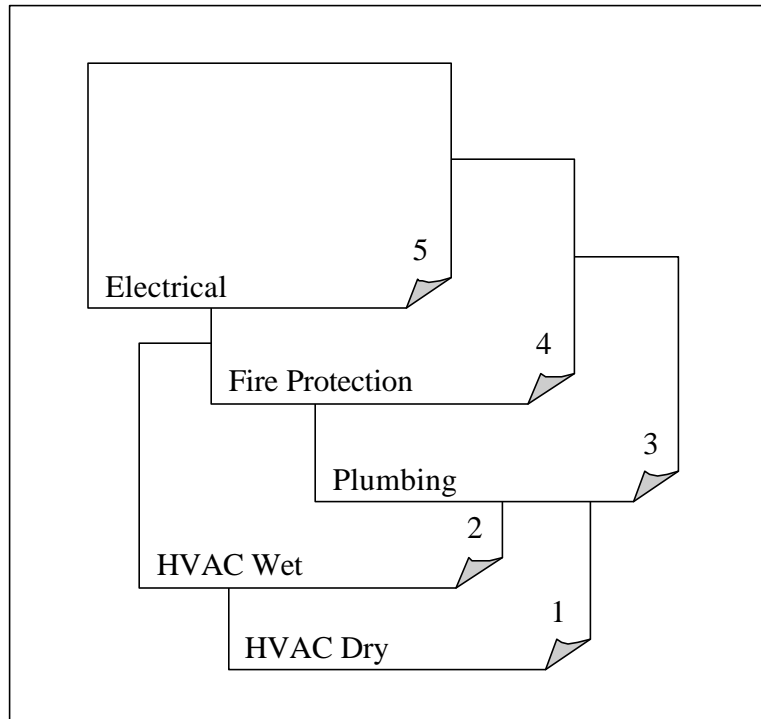 5
Electrical
4
Fire Protection
3
Plumbing
2
HVAC Wet
1
HVAC Dry